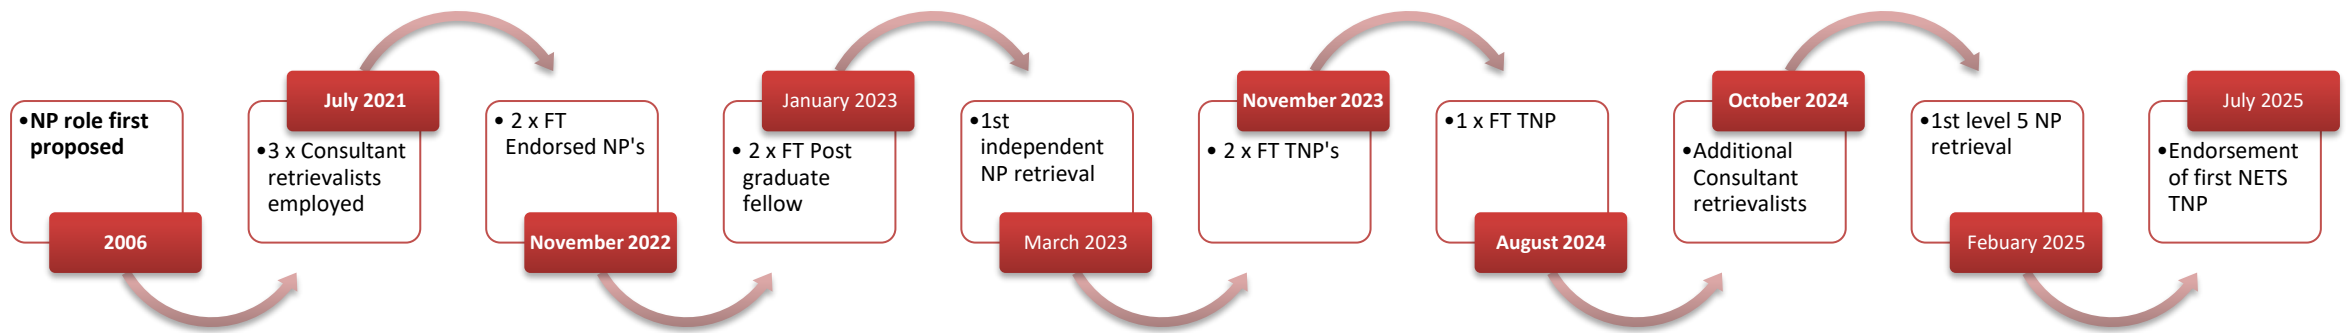 •NP role first
proposed
2006
July 2021
•3 x Consultant
retrievalists
employed
• 2 x FT
Endorsed NP's
November 2022
January 2023
• 2 x FT Post
graduate
fellow
•1st
independent
NP retrieval
March 2023
November 2023
• 2 x FT TNP's
•1 x FT TNP
August 2024
October 2024
•Additional
Consultant
retrievalists
•1st level 5 NP
retrieval
Febuary 2025
July 2025
•Endorsement
of first NETS
TNP